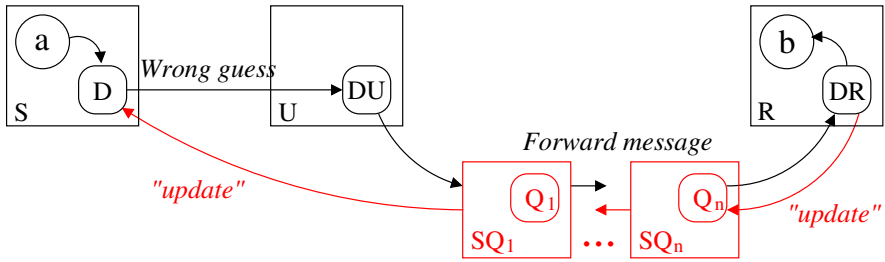 a
b
Wrong guess
D
DU
DR
S
U
R
Forward message
"update"
Q1
Qn
"update"
SQ1
...
SQn